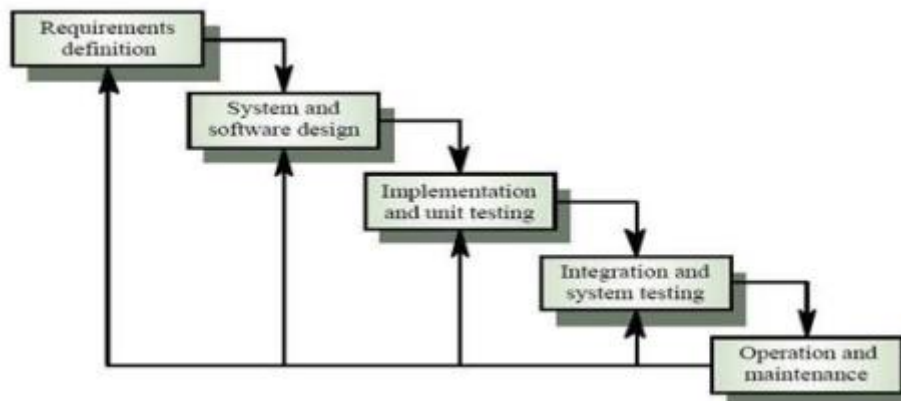 Requirements
definition
System and
software design
Implementation
and unit testing
Integration and
system testing
Operation and
maintenance